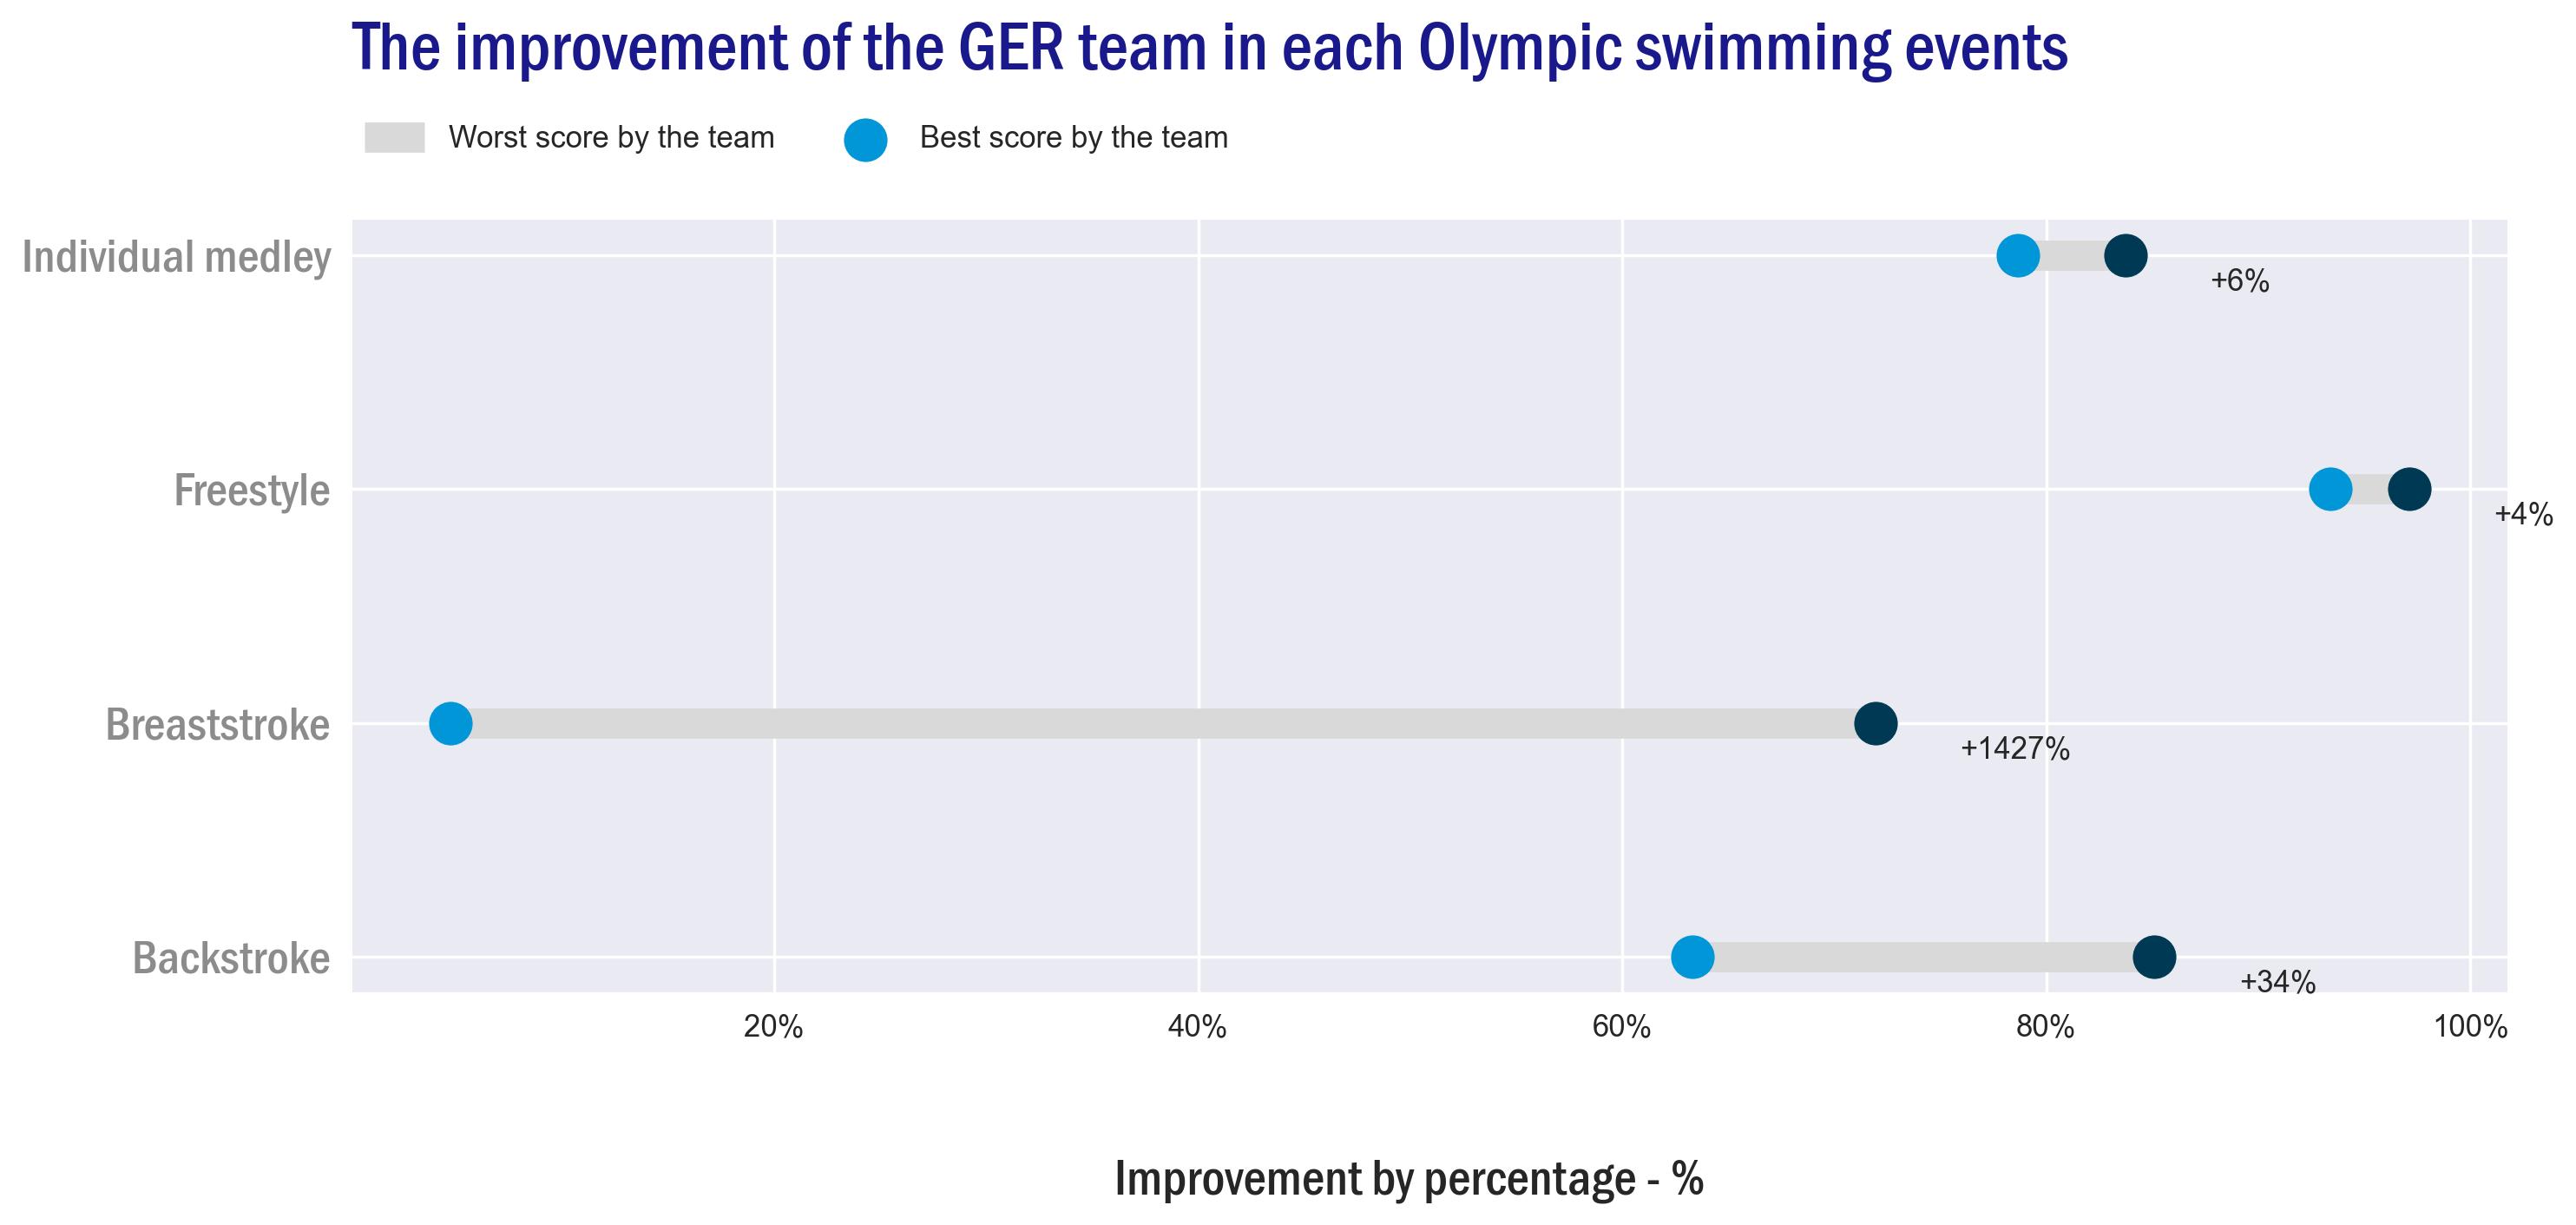 The improvement of the GER team in each Olympic swimming events
Worst score by the team
Best score by the team
Individual medley
+6%
Freestyle
+4%
Breaststroke
+1427%
Backstroke
+34%
20%
40%
60%
80%
100%
Improvement by percentage - %